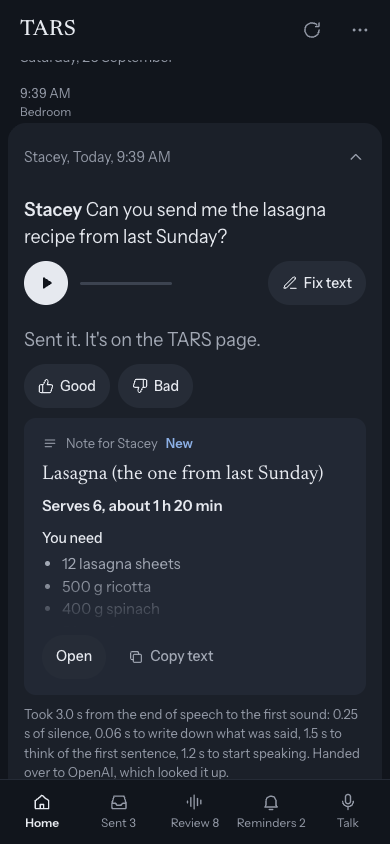 TARS
Saturday, 26 September
9:39 AM
Bedroom
Stacey, Today, 9:39 AM
Stacey Can you send me the lasagna
recipe from last Sunday?
Fix text
Sent it. It's on the TARS page.
Good
Bad
Note for Stacey New
Lasagna (the one from last Sunday)
Serves 6, about 1 h 20 min
You need
• 12 lasagna sheets
• 500 g ricotta
• 400 g spinach
Open
Copy text
Took 3.0 s from the end of speech to the first sound: 0.25
s of silence, 0.06 s to write down what was said, 1.5 s to
think of the first sentence, 1.2 s to start speaking. Handed
over to OpenAI, which looked it up.
Home
Sent 3
Review 8
Reminders 2
Talk